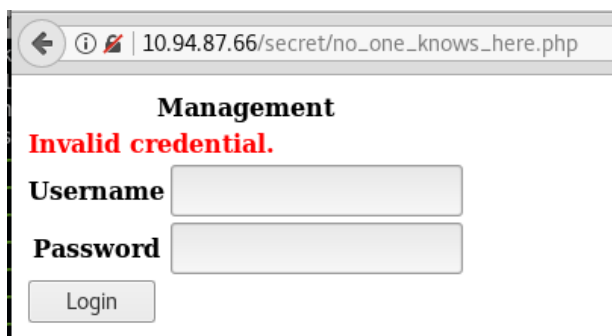 10.94.87.66/secret/no_one_knows_here.php
Management
Invalid credential.
Username
Password
Login